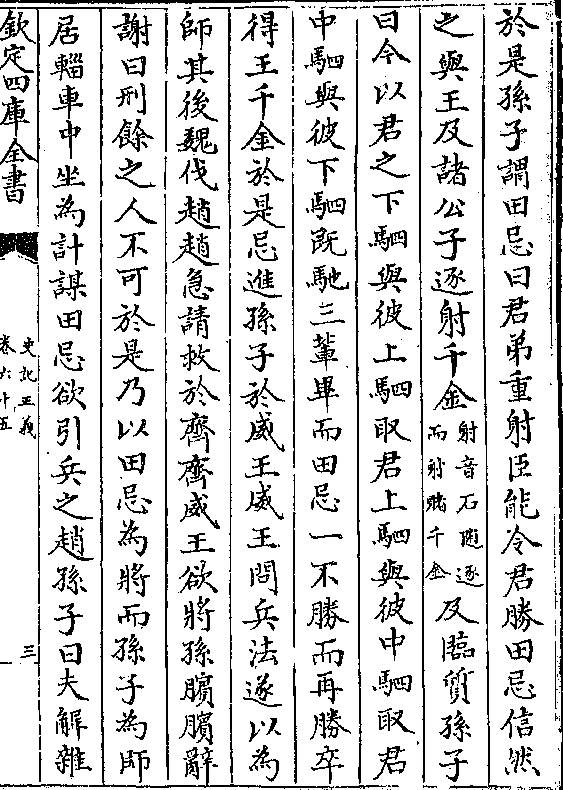 於是孫子謂田忌曰君弟重射臣能令君勝田忌信然
之與王及諸公子逐射千金
射音石隨逐
而射賭千金
及臨質孫子
曰今以君之下駟與彼上駟取君上駟與彼中駟取君
中駟與彼下駟既馳三輩畢而田忌一不勝而再勝卒
得王千金於是忌進孫子於威王威王問兵法遂以為
師其後魏伐趙趙急請救於齊齊威王欲將孫臏臏辭
謝曰刑餘之人不可於是乃以田忌為將而孫子為師
居輜車中坐為計謀田忌欲引兵之趙孫子曰夫解雜
欽定四庫全書
史記正義
卷六十五
三